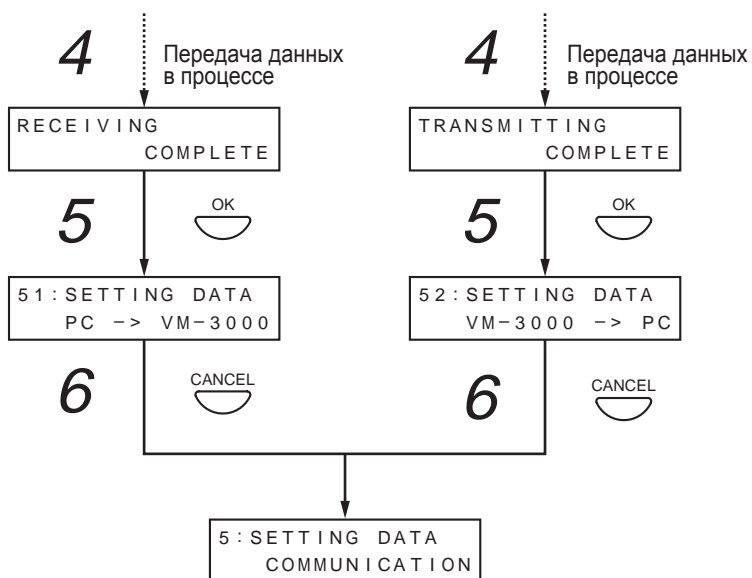 4
Передача данных
в процессе
RECEIVING
COMPLETE
5
OK
51:SETTING DATA
PC –> VM–3000
6
CANCEL
4
Передача данных
в процессе
TRANSMITTING
COMPLETE
5
OK
52:SETTING DATA
VM–3000 –> PC
6
CANCEL
5:SETTING DATA
COMMUNICATION